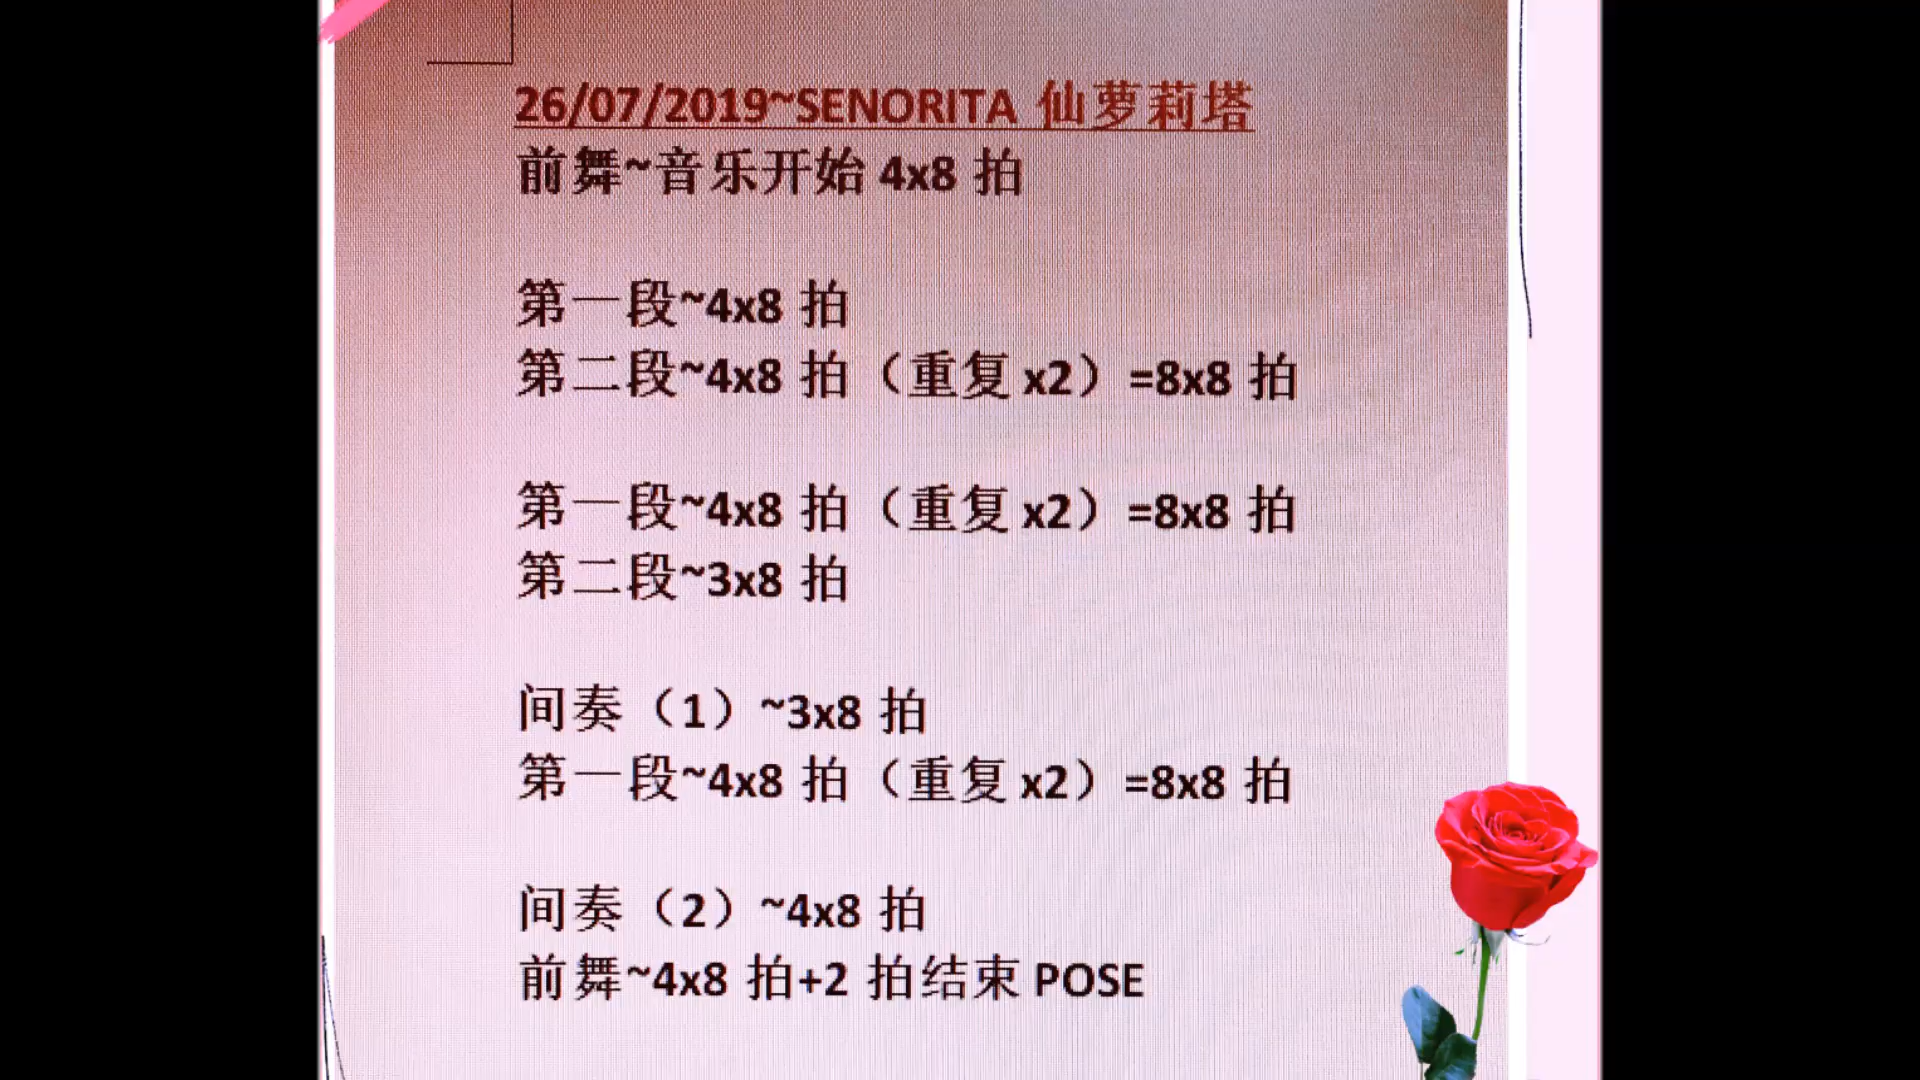 26/07/2019~SENORITA 仙萝莉塔
前舞~音乐开始 4x8 拍
第一段~4x8 拍
第二段~4x8 拍（重复 x2）=8x8 拍
第一段~4x8 拍（重复 x2）=8x8 拍
第二段~3x8 拍
间奏（1）~3x8 拍
第一段~4x8 拍（重复 x2）=8x8 拍
间奏（2）~4x8 拍
前舞~4x8 拍+2 拍结束 POSE